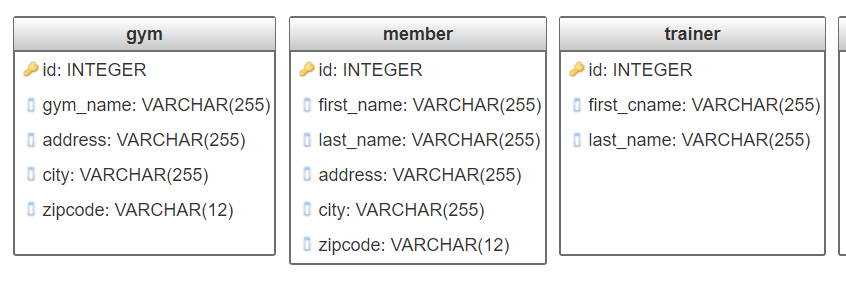 gym
id: INTEGER
gym_name: VARCHAR(255)
address: VARCHAR(255)
city: VARCHAR(255)
zipcode: VARCHAR(12)
member
id: INTEGER
first_name: VARCHAR(255)
last_name: VARCHAR(255)
address: VARCHAR(255)
city: VARCHAR(255)
zipcode: VARCHAR(12)
trainer
id: INTEGER
first_cname: VARCHAR(255)
last_name: VARCHAR(255)